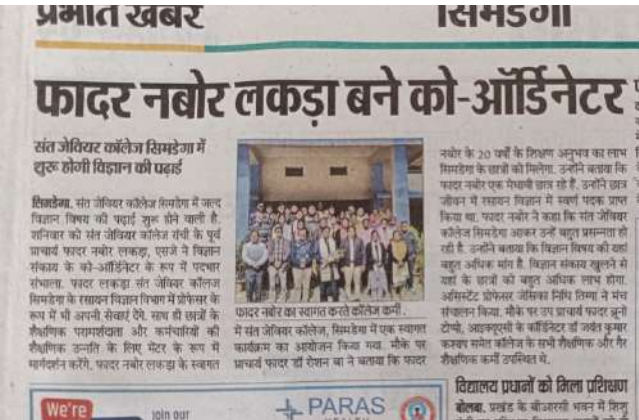 प्रभात खबर
सिमडेगा
फादर नबोर लकड़ा बने को-ऑर्डिनेटर
संत जेवियर कॉलेज सिमडेगा में
शुरू होगी विज्ञान की पढ़ाई
सिमडेगा. संत जेवियर कॉलेज सिमडेगा में जल्द
विज्ञान विषय की पढ़ाई शुरू होने वाली है.
शनिवार को संत जेवियर कॉलेज रांची के पूर्व
प्राचार्य फादर नबोर लकड़ा, एसजे ने विज्ञान
संकाय के को-ऑर्डिनेटर के रूप में पदभार
संभाला. फादर लकड़ा संत जेवियर कॉलेज
सिमडेगा के रसायन विज्ञान विभाग में प्रोफेसर के
रूप में भी अपनी सेवाएं देंगे. साथ ही छात्रों के
शैक्षणिक परामर्शदाता और कर्मचारियों की
शैक्षणिक उन्नति के लिए मेंटर के रूप में
मार्गदर्शन करेंगे. फादर नबोर लकड़ा के स्वागत
फादर नबोर का स्वागत करते कॉलेज कर्मी.
में संत जेवियर कॉलेज, सिमडेगा में एक स्वागत
कार्यक्रम का आयोजन किया गया. मौके पर
प्राचार्य फादर डॉ रोशन बा ने बताया कि फादर
नबोर के 20 वर्षों के शिक्षण अनुभव का लाभ
सिमडेगा के छात्रों को मिलेगा. उन्होंने बताया कि
फादर नबोर एक मेधावी छात्र रहे हैं. उन्होंने छात्र
जीवन में रसायन विज्ञान में स्वर्ण पदक प्राप्त
किया था. फादर नबोर ने कहा कि संत जेवियर
कॉलेज सिमडेगा आकर उन्हें बहुत प्रसन्नता हो
रही है. उन्होंने बताया कि विज्ञान विषय की यहां
बहुत अधिक मांग है. विज्ञान संकाय खुलने से
यहां के छात्रों को बहुत अधिक लाभ होगा.
असिस्टेंट प्रोफेसर जेसिका निधि तिग्गा ने मंच
संचालन किया. मौके पर उप प्राचार्य फादर ब्रूनो
टोप्पो, आइक्यूएसी के कॉर्डिनेटर डॉ जयंत कुमार
कश्यप समेत कॉलेज के सभी शैक्षणिक और गैर
शैक्षणिक कर्मी उपस्थित थे.
विद्यालय प्रधानों को मिला प्रशिक्षण
बोलबा. प्रखंड के बीआरसी भवन में शिशु
We're
join our
PARAS
HEALTH